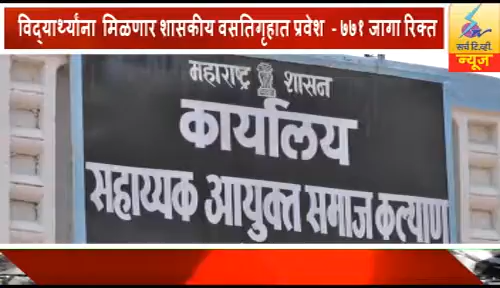 विद्यार्थ्यांना मिळणार शासकीय वसतिगृहात प्रवेश - ७७१ जागा रिक्त
सर्च टि.व्ही
न्यूज
महाराष्ट्र शासन
कार्यालय
सहाय्यक आयुक्त समाज कल्याण